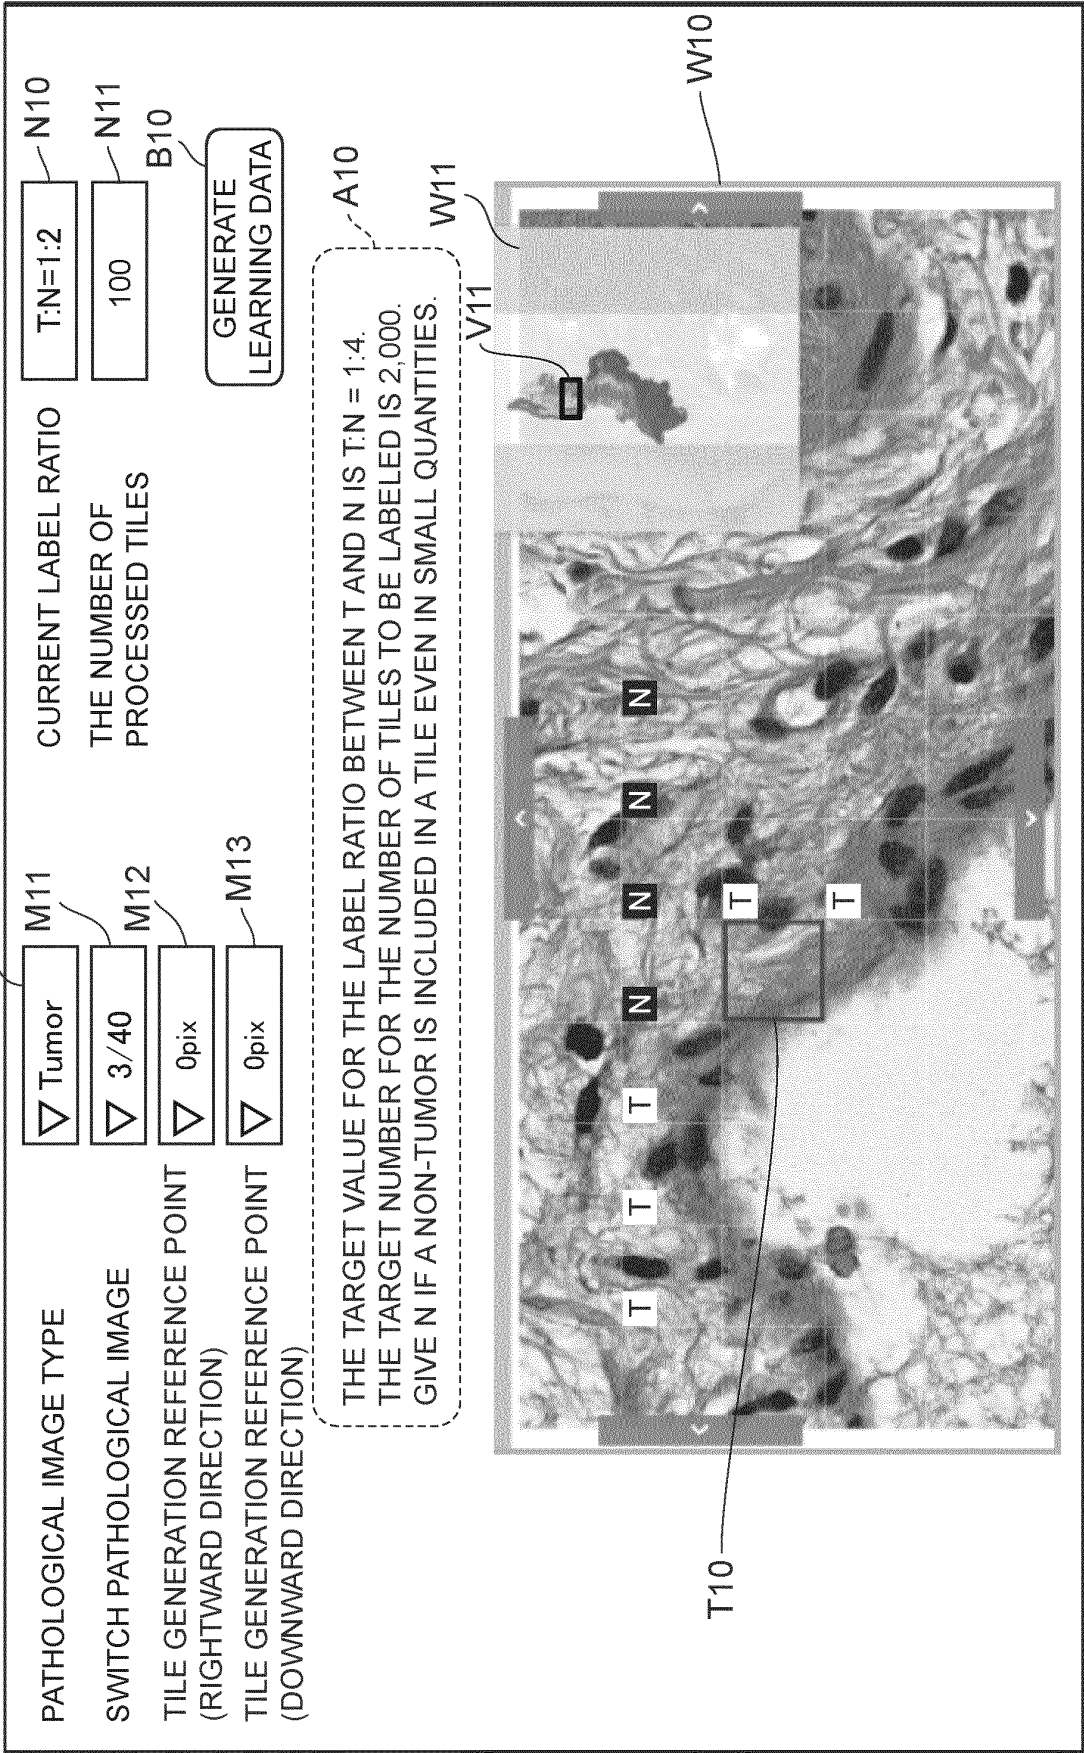 PATHOLOGICAL IMAGE TYPE
▽ Tumor
M11
SWITCH PATHOLOGICAL IMAGE
▽ 3/40
M12
TILE GENERATION REFERENCE POINT
(RIGHTWARD DIRECTION)
▽ 0pix
M13
TILE GENERATION REFERENCE POINT
(DOWNWARD DIRECTION)
▽ 0pix
CURRENT LABEL RATIO
T:N=1:2
N10
THE NUMBER OF
PROCESSED TILES
100
N11
B10
GENERATE
LEARNING DATA
A10
THE TARGET VALUE FOR THE LABEL RATIO BETWEEN T AND N IS T:N = 1:4.
THE TARGET NUMBER FOR THE NUMBER OF TILES TO BE LABELED IS 2,000.
GIVE N IF A NON-TUMOR IS INCLUDED IN A TILE EVEN IN SMALL QUANTITIES.
W11
V11
T T T N N N N
T
T
T10
W10